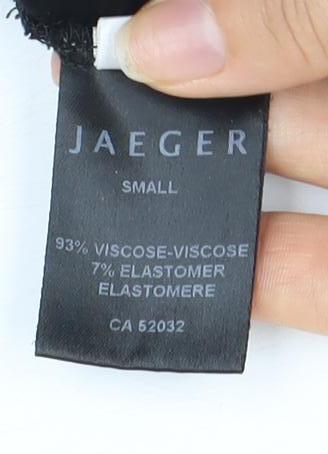 JAEGER
SMALL
93% VISCOSE-VISCOSE
7% ELASTOMER
ELASTOMERE
CA 52032